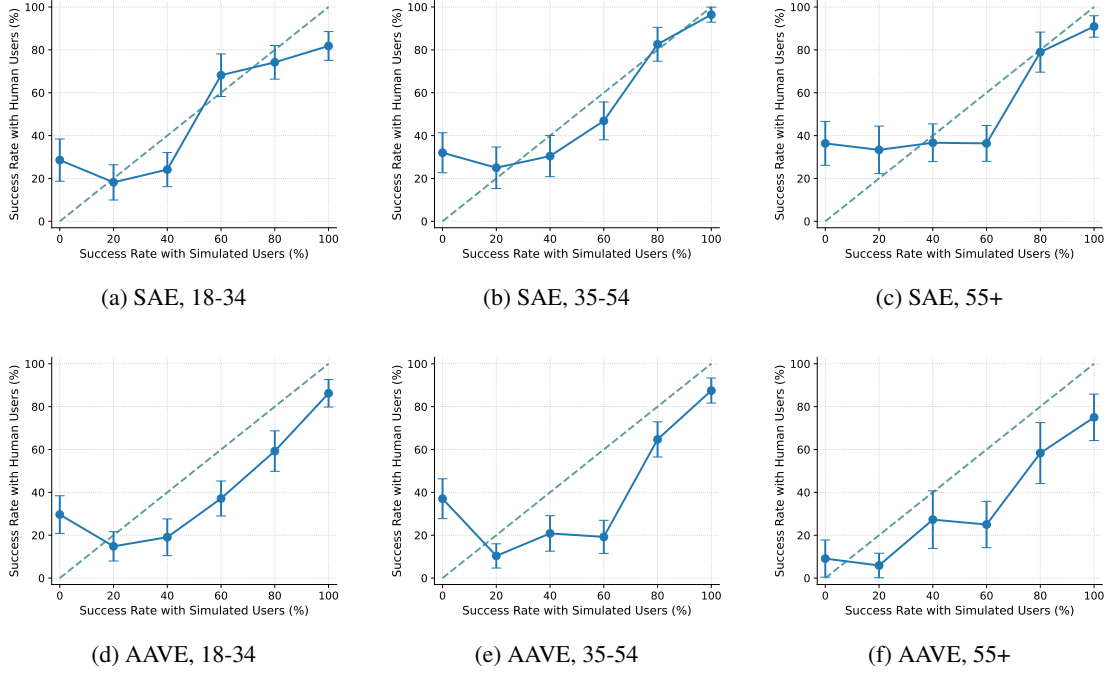 Success Rate with Human Users (%)
100
80
60
40
20
0
0 20 40 60 80 100
Success Rate with Simulated Users (%)
(a) SAE, 18-34
Success Rate with Human Users (%)
100
80
60
40
20
0
0 20 40 60 80 100
Success Rate with Simulated Users (%)
(b) SAE, 35-54
Success Rate with Human Users (%)
100
80
60
40
20
0
0 20 40 60 80 100
Success Rate with Simulated Users (%)
(c) SAE, 55+
Success Rate with Human Users (%)
100
80
60
40
20
0
0 20 40 60 80 100
Success Rate with Simulated Users (%)
(d) AAVE, 18-34
Success Rate with Human Users (%)
100
80
60
40
20
0
0 20 40 60 80 100
Success Rate with Simulated Users (%)
(e) AAVE, 35-54
Success Rate with Human Users (%)
100
80
60
40
20
0
0 20 40 60 80 100
Success Rate with Simulated Users (%)
(f) AAVE, 55+